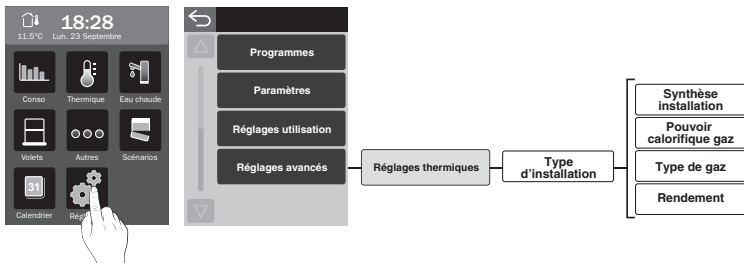 18:28
11.5°C Lun. 23 Septembre
Conso Thermique Eau chaude
Volets Autres Scénarios
31
Calendrier
Programmes
Paramètres
Réglages utilisation
Réglages avancés
Réglages thermiques
Type
d'installation
Synthèse
installation
Pouvoir
calorifique gaz
Type de gaz
Rendement